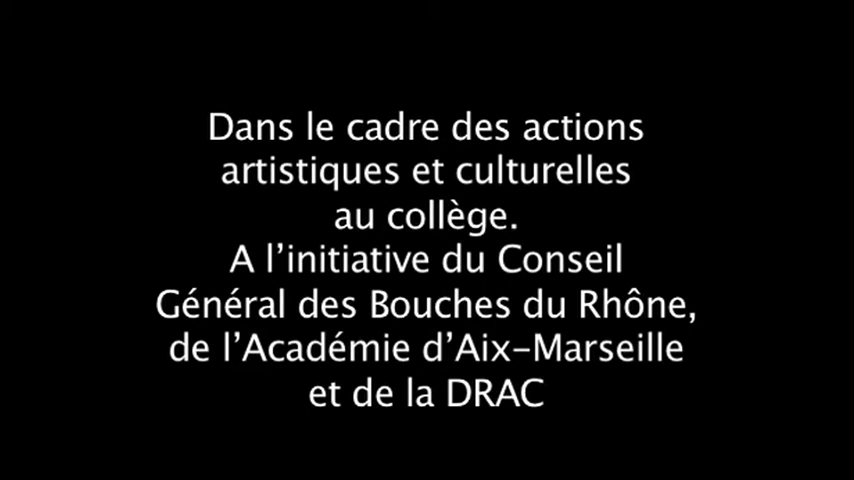 Dans le cadre des actions
artistiques et culturelles
au collège.
A l’initiative du Conseil
Général des Bouches du Rhône,
de l’Académie d’Aix-Marseille
et de la DRAC